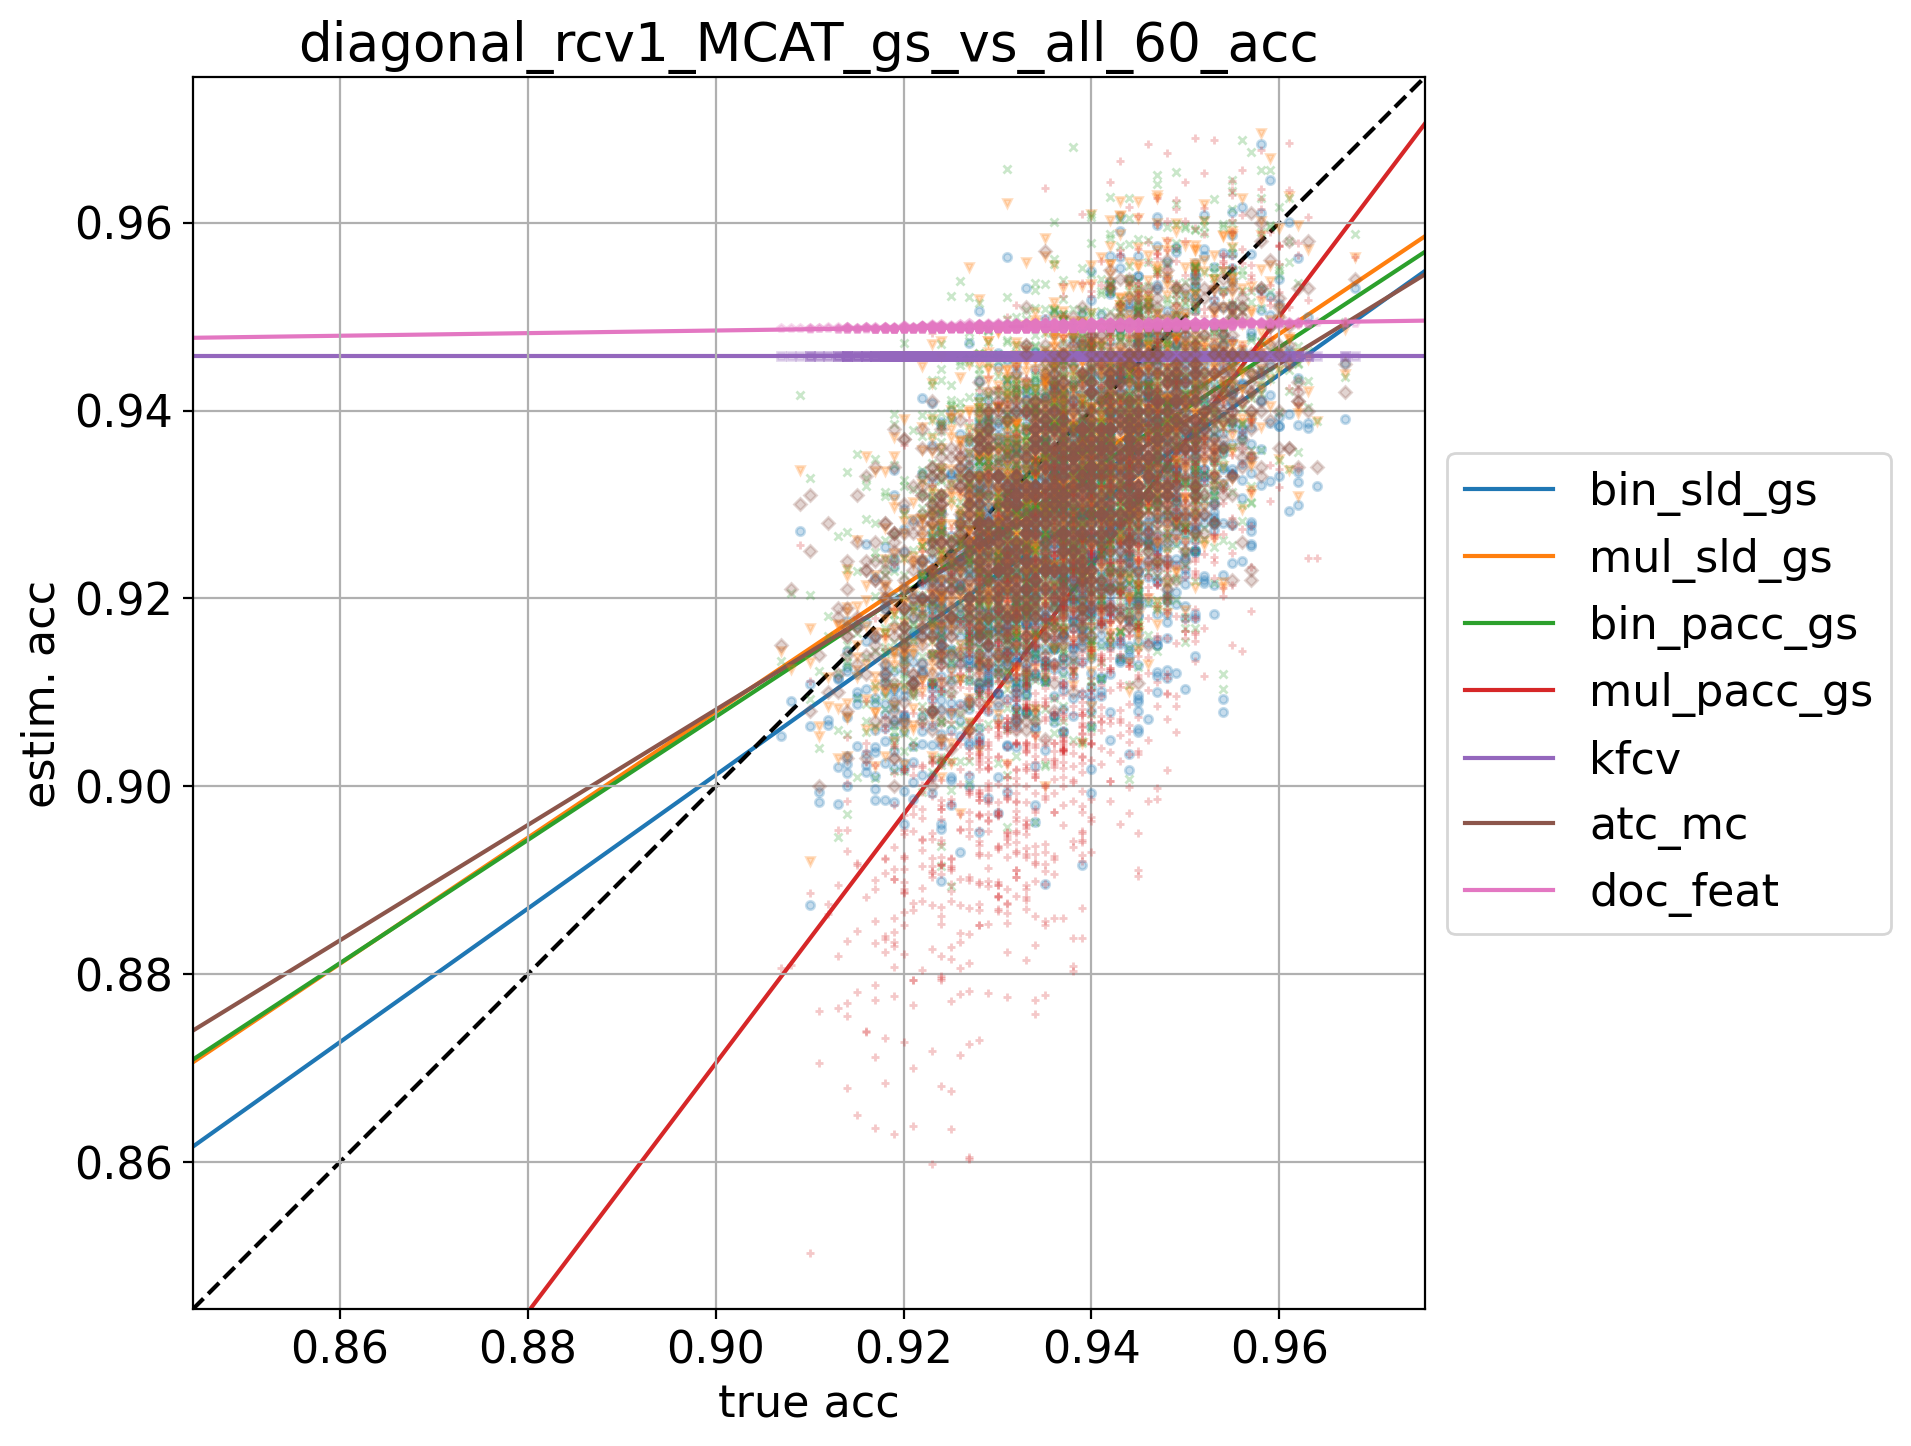 diagonal_rcv1_MCAT_gs_vs_all_60_acc
0.96
0.94
0.92
0.90
0.88
0.86
estim. acc
0.86 0.88 0.90 0.92 0.94 0.96
true acc
bin_sld_gs
mul_sld_gs
bin_pacc_gs
mul_pacc_gs
kfcv
atc_mc
doc_feat